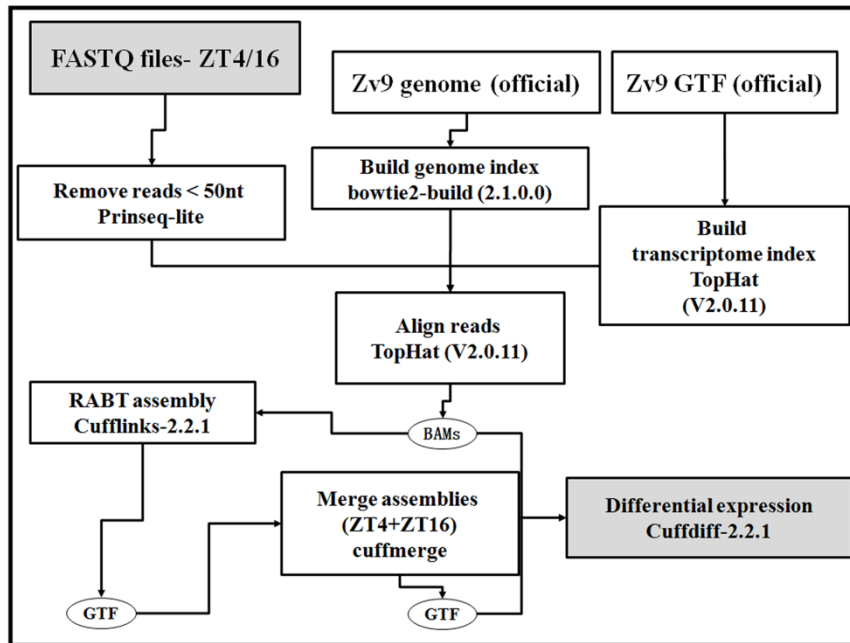 FASTQ files- ZT4/16
Zv9 genome (official)
Zv9 GTF (official)
Build genome index
bowtie2-build (2.1.0.0)
Remove reads < 50nt
Prinseq-lite
Build
transcriptome index
TopHat
(V2.0.11)
Align reads
TopHat (V2.0.11)
RABT assembly
Cufflinks-2.2.1
BAMs
Merge assemblies
(ZT4+ZT16)
cuffmerge
Differential expression
Cuffdiff-2.2.1
GTF
GTF